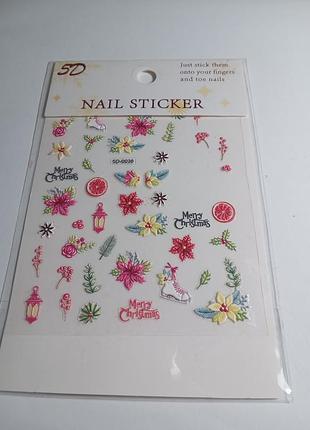 5D
Just stick them
onto your fingers
and toe nails
NAIL STICKER
5D-0038
Merry
Christmas
Merry
Christmas
Merry
Christmas